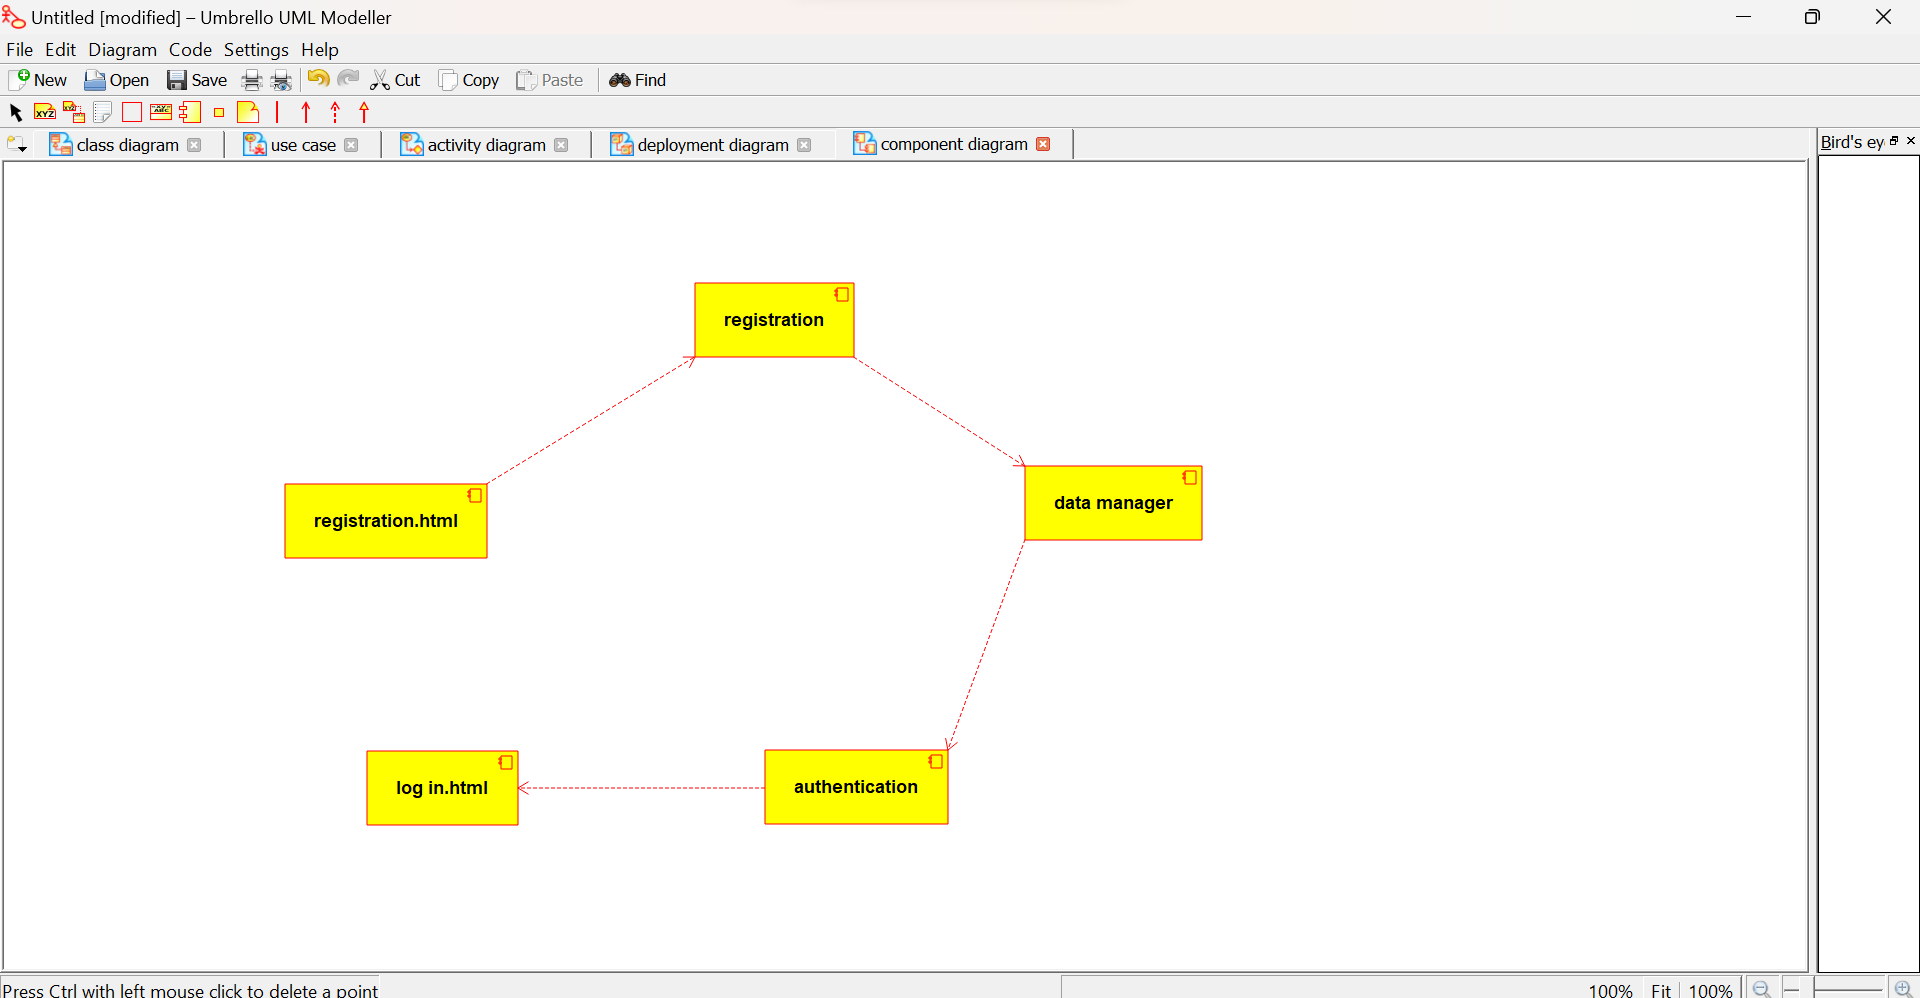 Untitled [modified] – Umbrello UML Modeller
File Edit Diagram Code Settings Help
New Open Save Cut Copy Paste Find
XYZ
class diagram use case activity diagram deployment diagram component diagram Bird's ey
registration
data manager
registration.html
log in.html authentication
Press Ctrl with left mouse click to delete a point 100% Fit 100%